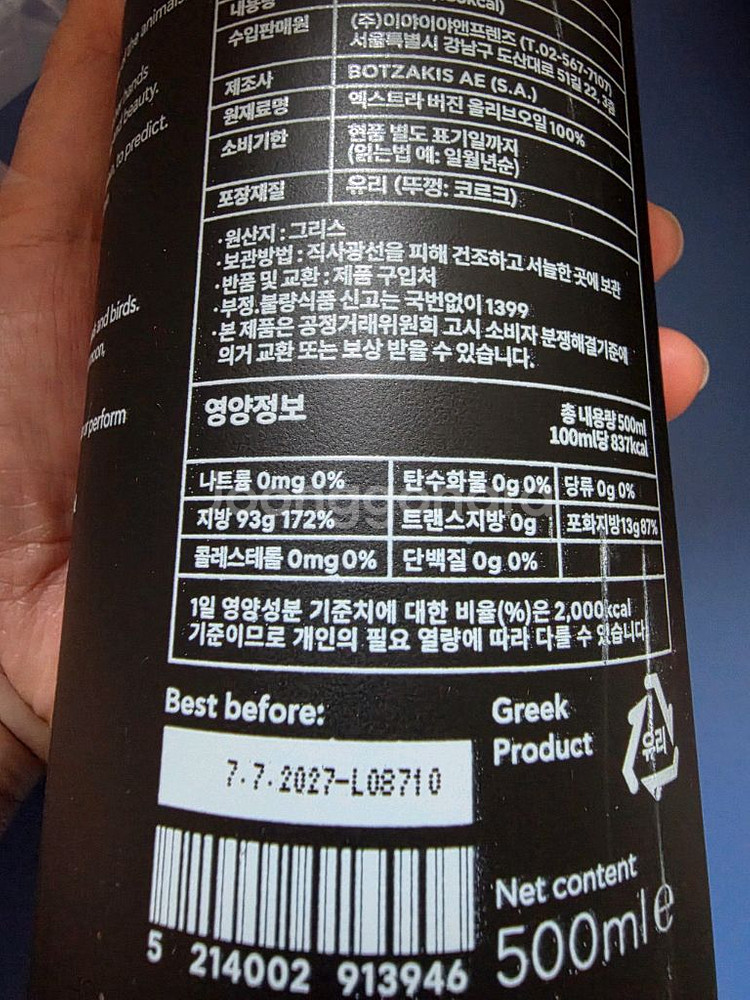 the animals
hands
beauty.
to predict.
and birds.
perform
내용량
수입판매원 (주)이야이야앤프렌즈 (T.02-567-7107)
서울특별시 강남구 도산대로 51길 22, 3층
제조사 BOTZAKIS AE (S.A.)
원재료명 엑스트라 버진 올리브오일 100%
소비기한 현품 별도 표기일까지
(읽는법 예: 일월년순)
포장재질 유리 (뚜껑: 코르크)
·원산지 : 그리스
·보관방법 : 직사광선을 피해 건조하고 서늘한 곳에 보관
·반품 및 교환 : 제품 구입처
·부정.불량식품 신고는 국번없이 1399
·본 제품은 공정거래위원회 고시 소비자 분쟁해결기준에
의거 교환 또는 보상 받을 수 있습니다.
영양정보 총 내용량 500ml
100ml당 837kcal
나트륨 0mg 0% 탄수화물 0g 0% 당류 0g 0%
지방 93g 172% 트랜스지방 0g 포화지방 13g 87%
콜레스테롤 0mg 0% 단백질 0g 0%
1일 영양성분 기준치에 대한 비율(%)은 2,000kcal
기준이므로 개인의 필요 열량에 따라 다를 수 있습니다.
Best before:
7.7.2027-L08710
Greek
Product
유리
5 214002 913946
Net content
500ml e